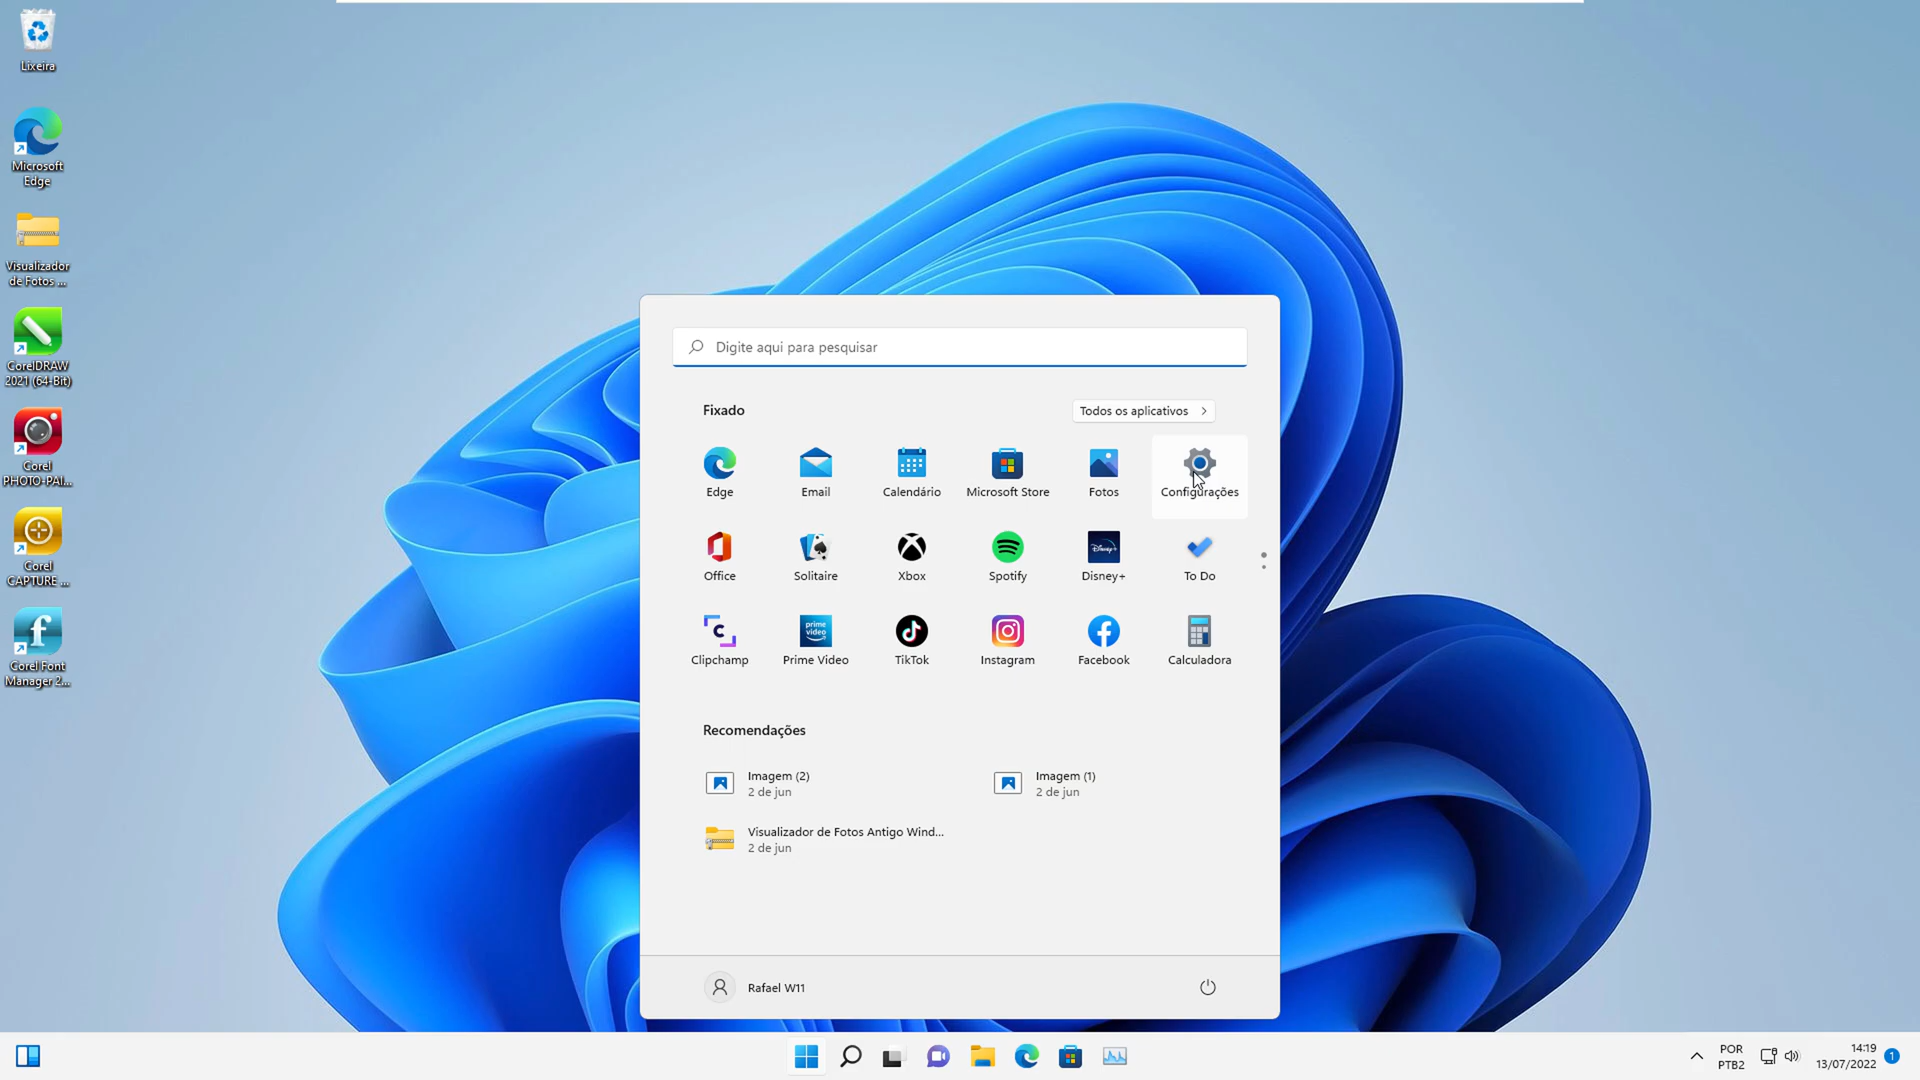 Lixeira
Microsoft
Edge
Visualizador
de Fotos ...
CorelDRAW
2021 (64-Bit)
Corel
PHOTO-PAI...
Corel
CAPTURE ...
Corel Font
Manager 2...
Digite aqui para pesquisar
Fixado
Todos os aplicativos
Edge
Email
Calendário
Microsoft Store
Fotos
Configurações
Office
Solitaire
Xbox
Spotify
Disney+
Disney+
To Do
prime
video
Clipchamp
Prime Video
TikTok
Instagram
Facebook
Calculadora
Recomendações
Imagem (2)
2 de jun
Imagem (1)
2 de jun
Visualizador de Fotos Antigo Wind...
2 de jun
Rafael W11
POR
PTB2
14:19
13/07/2022
1